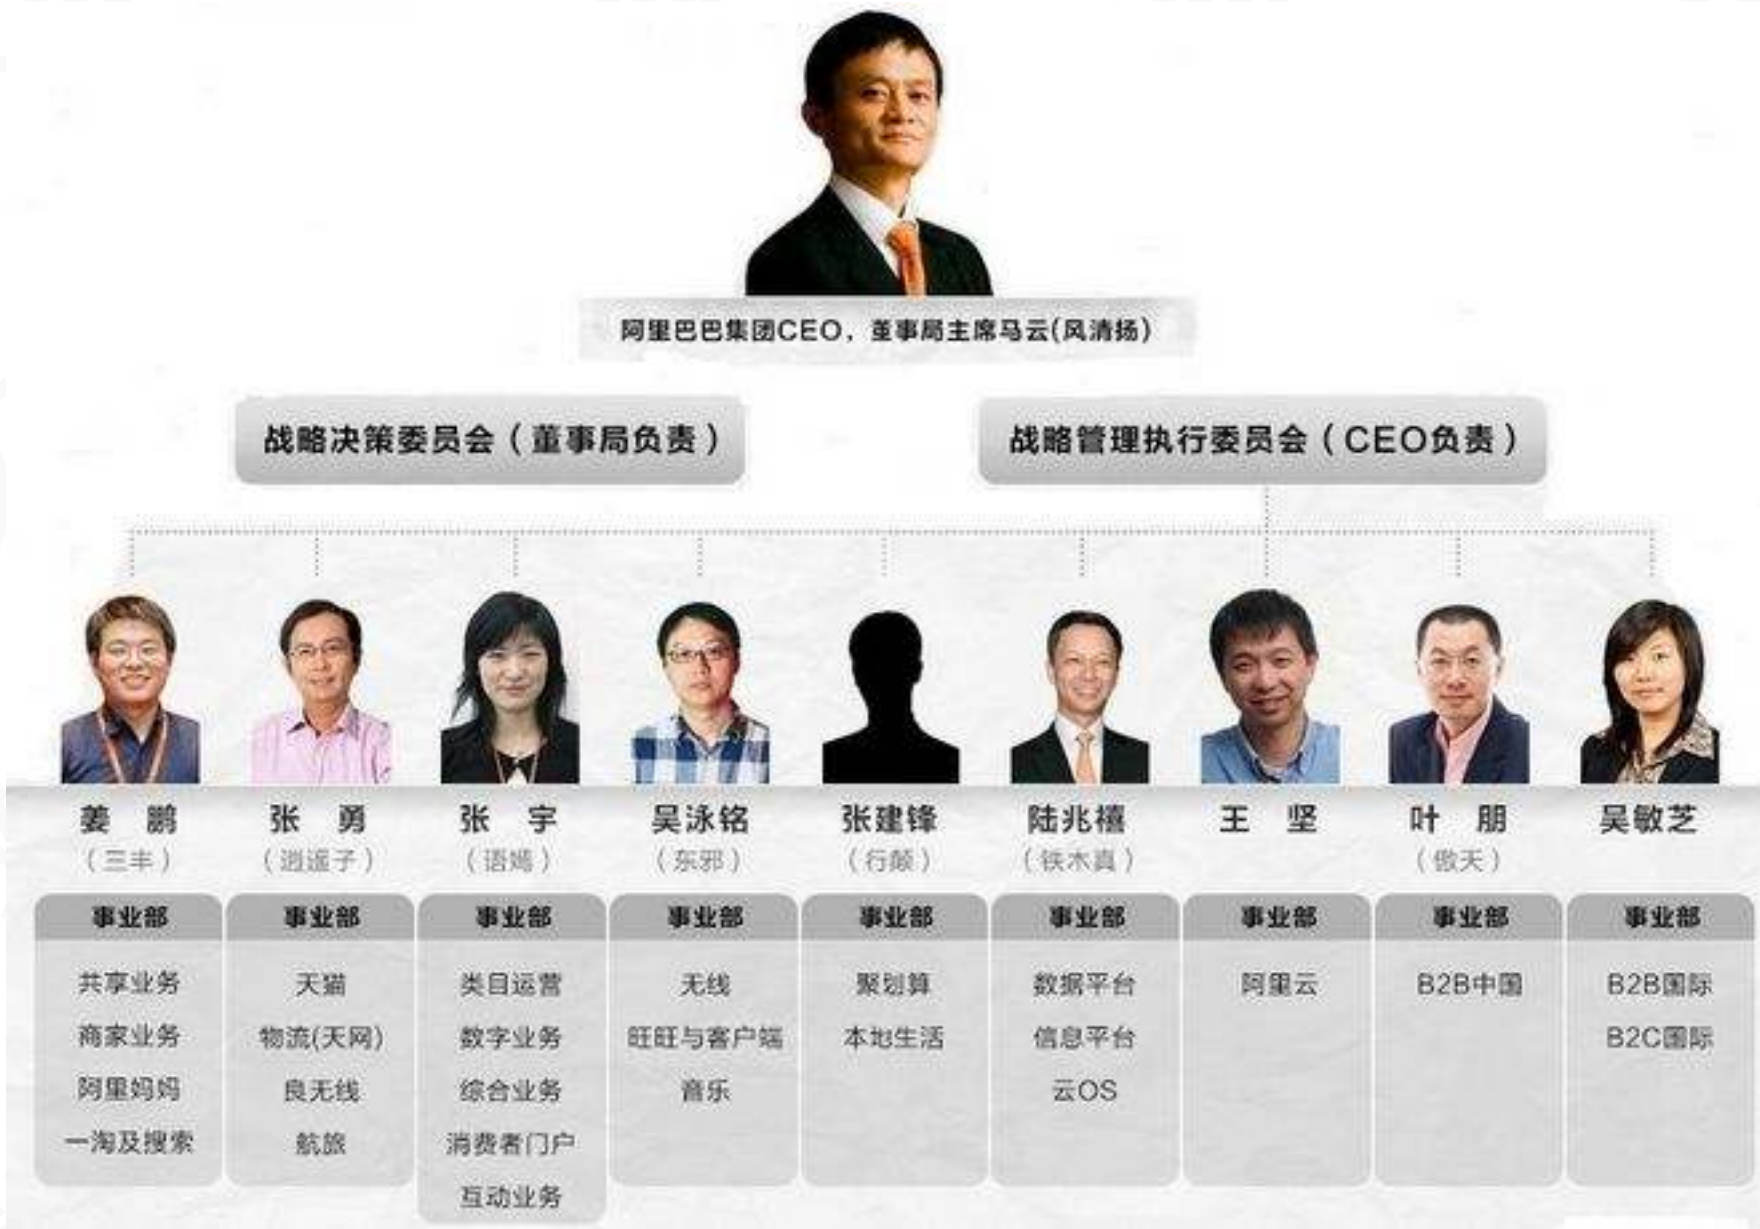 阿里巴巴集团CEO，董事局主席马云(风清扬)
战略决策委员会（董事局负责）
战略管理执行委员会（CEO负责）
姜 鹏
（三丰）
张 勇
（逍遥子）
张 宇
（语嫣）
吴泳铭
（东邪）
张建锋
（行颠）
陆兆禧
（铁木真）
王 坚
叶 朋
（傲天）
吴敏芝
事业部
共享业务
商家业务
阿里妈妈
一淘及搜索
事业部
天猫
物流(天网)
良无线
航旅
事业部
类目运营
数字业务
综合业务
消费者门户
互动业务
事业部
无线
旺旺与客户端
音乐
事业部
聚划算
本地生活
事业部
数据平台
信息平台
云OS
事业部
阿里云
事业部
B2B中国
事业部
B2B国际
B2C国际